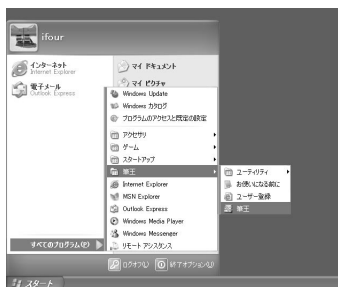 ifour
インターネット
Internet Explorer
電子メール
Outlook Express
マイ ドキュメント
マイ ピクチャ
Windows Update
Windows カタログ
プログラムのアクセスと既定の設定
アクセサリ
ゲーム
スタートアップ
筆王
Internet Explorer
MSN Explorer
Outlook Express
Windows Media Player
Windows Messenger
リモート アシスタンス
ユーティリティ
お使いになる前に
ユーザー登録
筆王
すべてのプログラム(P)
ログオフ(L)
終了オプション(U)
スタート